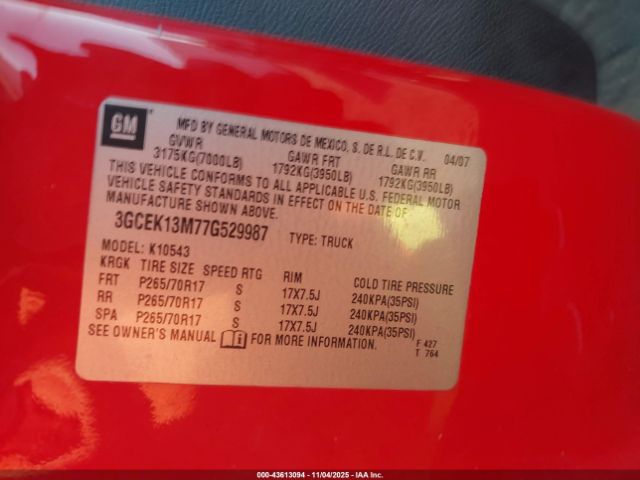 GM
MFD BY GENERAL MOTORS DE MEXICO, S. DE R.L. DE C.V. 04/07
GVWR GAWR FRT GAWR RR
3175KG(7000LB) 1792KG(3950LB) 1792KG(3950LB)
THIS VEHICLE CONFORMS TO ALL APPLICABLE U.S. FEDERAL MOTOR
VEHICLE SAFETY STANDARDS IN EFFECT ON THE DATE OF
MANUFACTURE SHOWN ABOVE.
3GCEK13M77G529987 TYPE: TRUCK
MODEL: K10543
KRGK TIRE SIZE SPEED RTG RIM COLD TIRE PRESSURE
FRT P265/70R17 S 17X7.5J 240KPA(35PSI)
RR P265/70R17 S 17X7.5J 240KPA(35PSI)
SPA P265/70R17 S 17X7.5J 240KPA(35PSI)
SEE OWNER'S MANUAL FOR MORE INFORMATION. F 427
T 764
000-43613094 - 11/04/2025 - IAA Inc.